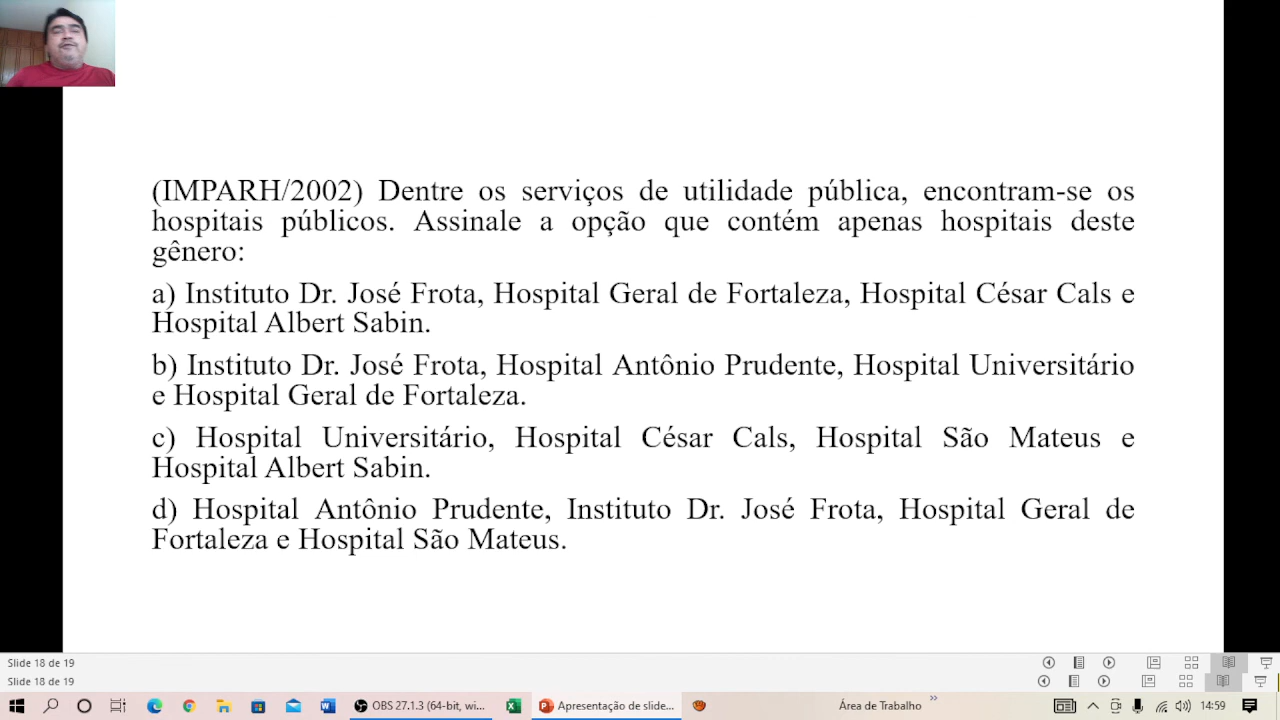 (IMPARH/2002) Dentre os serviços de utilidade pública, encontram-se os
hospitais públicos. Assinale a opção que contém apenas hospitais deste
gênero:
a) Instituto Dr. José Frota, Hospital Geral de Fortaleza, Hospital César Cals e
Hospital Albert Sabin.
b) Instituto Dr. José Frota, Hospital Antônio Prudente, Hospital Universitário
e Hospital Geral de Fortaleza.
c) Hospital Universitário, Hospital César Cals, Hospital São Mateus e
Hospital Albert Sabin.
d) Hospital Antônio Prudente, Instituto Dr. José Frota, Hospital Geral de
Fortaleza e Hospital São Mateus.
Slide 18 de 19
Slide 18 de 19
OBS 27.1.3 (64-bit, wi...
Apresentação de slide...
Área de Trabalho
14:59